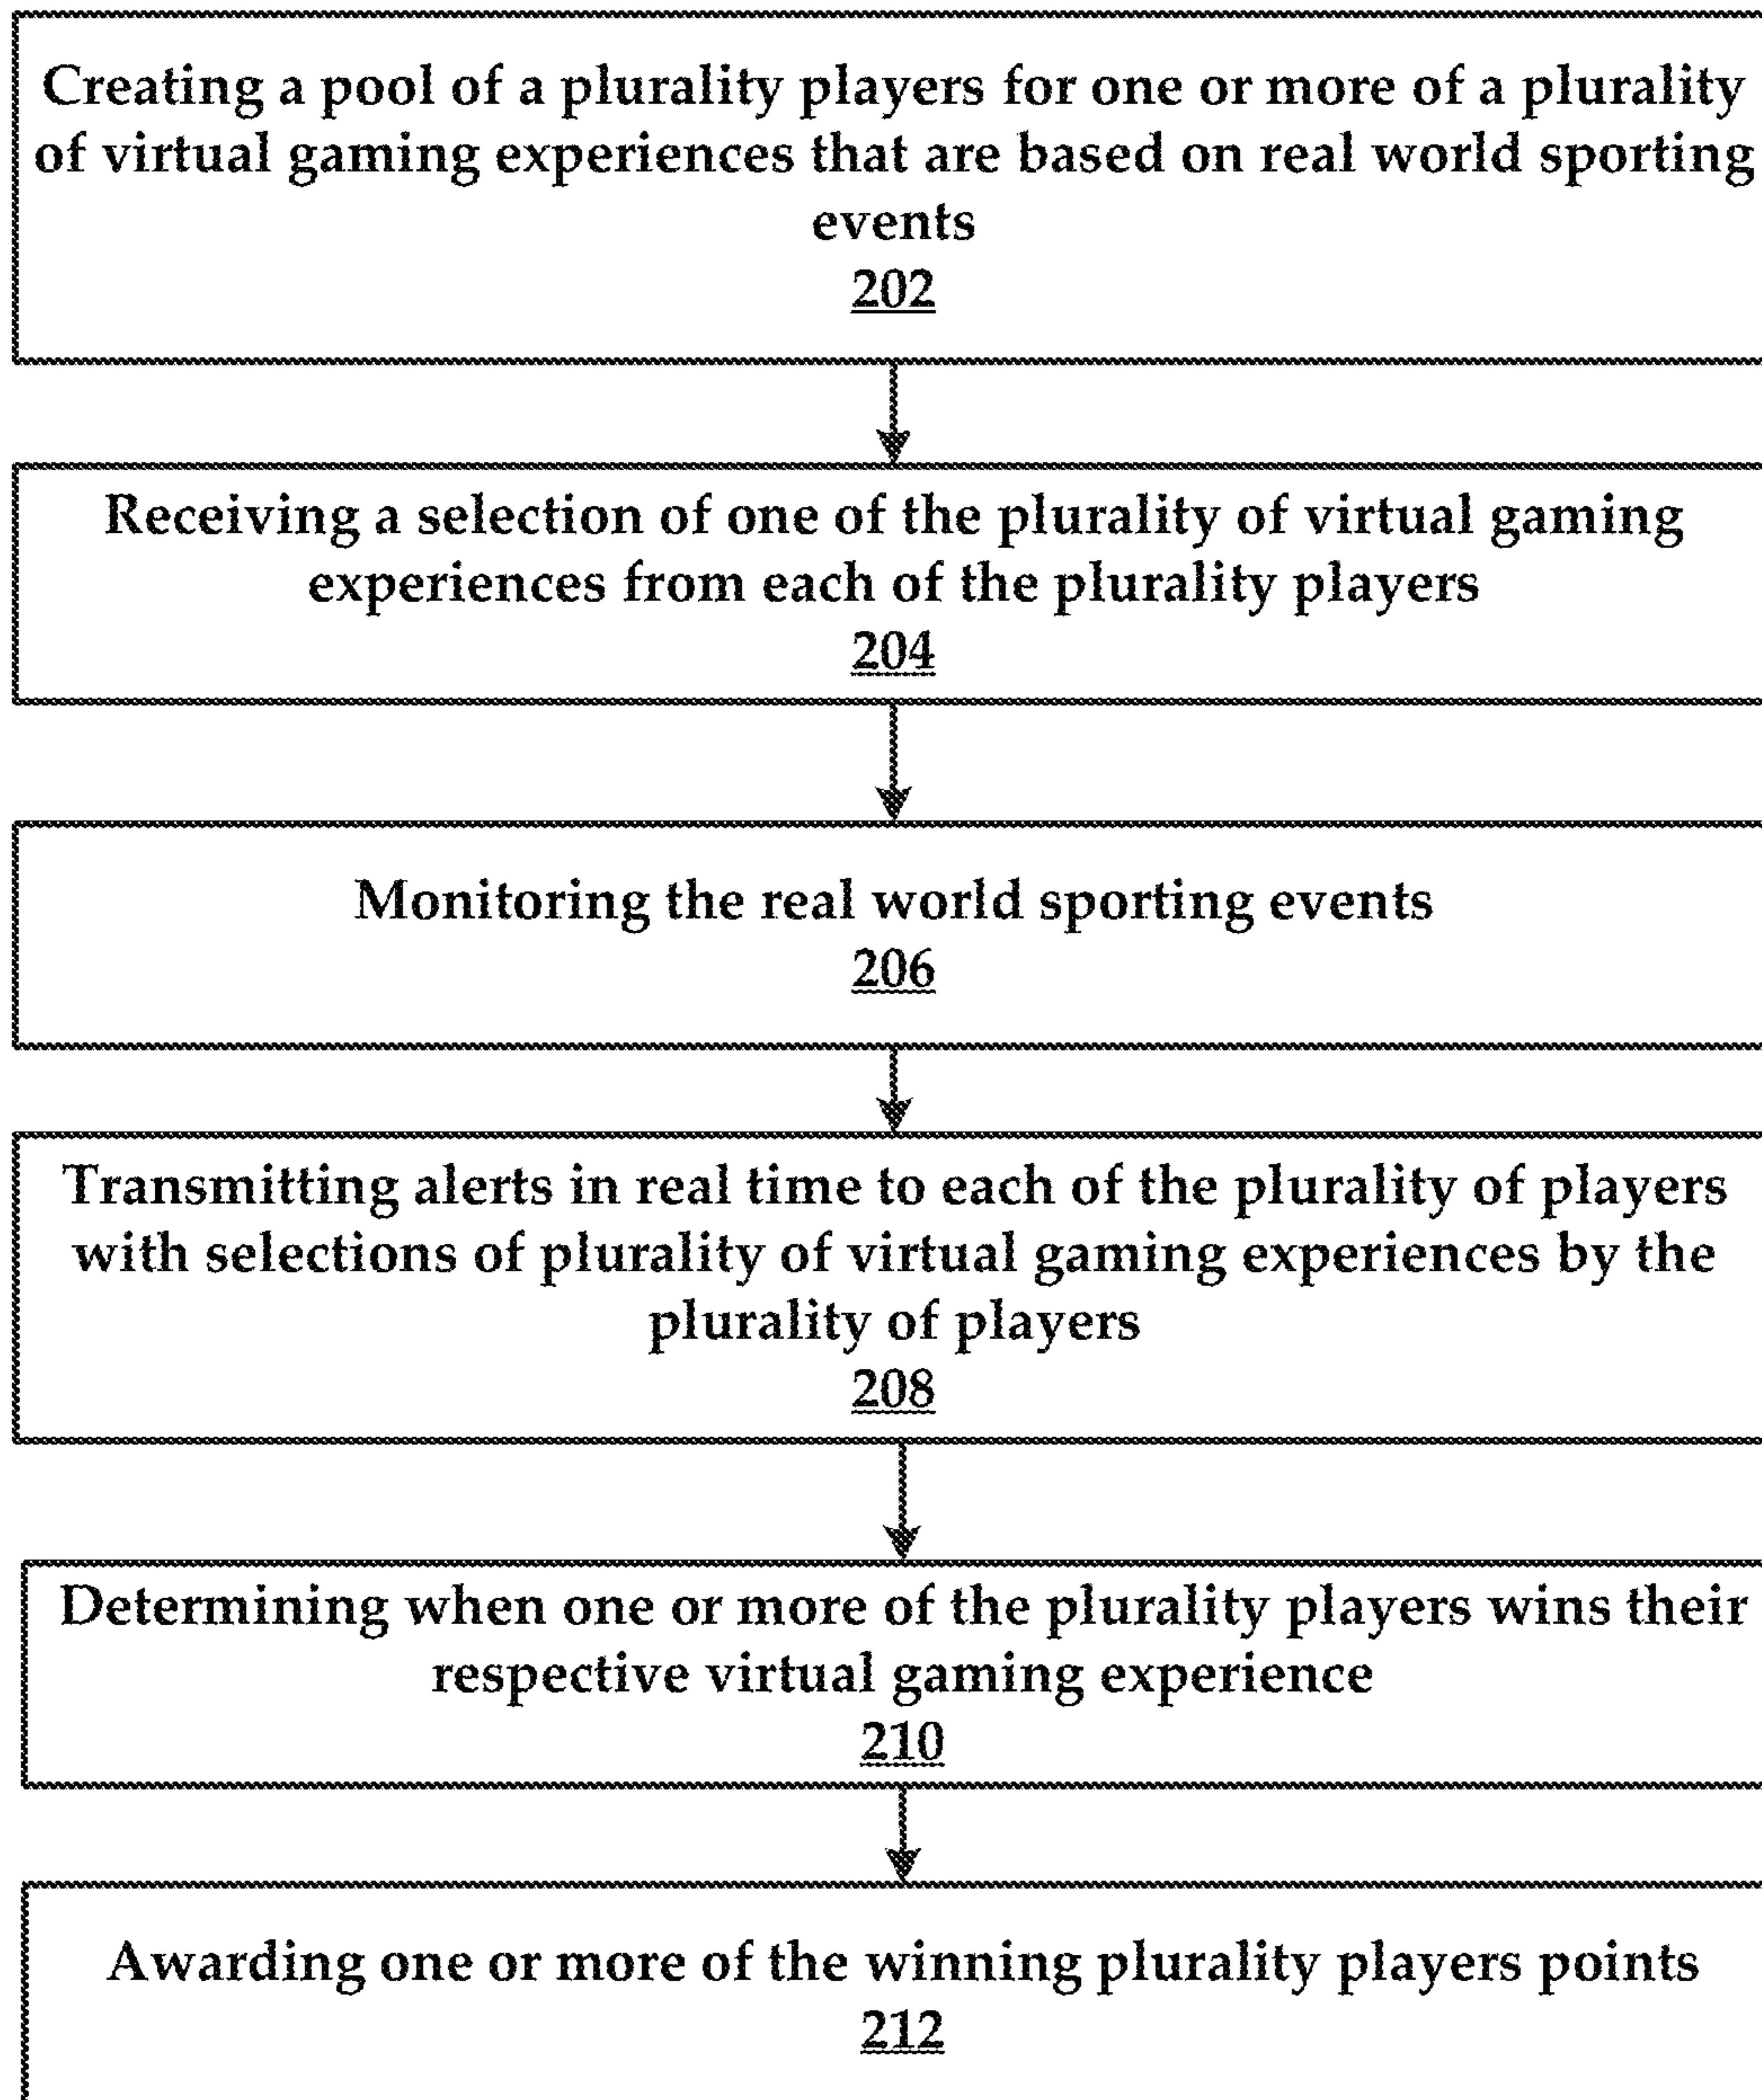 Creating a pool of a plurality players for one or more of a plurality
of virtual gaming experiences that are based on real world sporting
events
202
Receiving a selection of one of the plurality of virtual gaming
experiences from each of the plurality players
204
Monitoring the real world sporting events
206
Transmitting alerts in real time to each of the plurality of players
with selections of plurality of virtual gaming experiences by the
plurality of players
208
Determining when one or more of the plurality players wins their
respective virtual gaming experience
210
Awarding one or more of the winning plurality players points
212